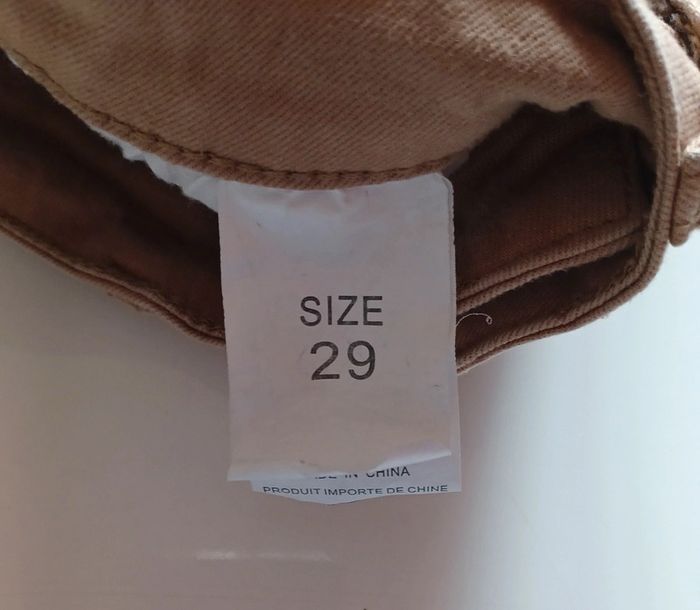 SIZE
29
IN CHINA
PRODUIT IMPORTE DE CHINE